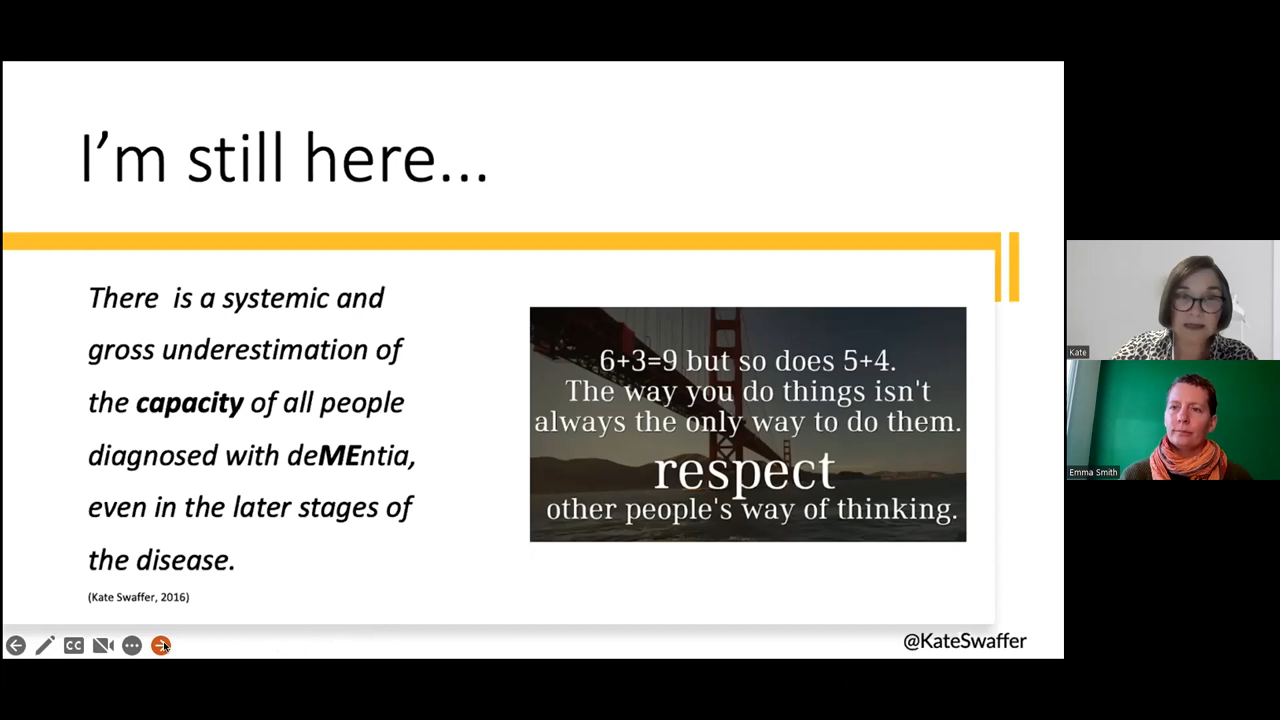 I’m still here...
There  is a systemic and
gross underestimation of
the capacity of all people
diagnosed with deMEntia,
even in the later stages of
the disease.
(Kate Swaffer, 2016)
6+3=9 but so does 5+4.
The way you do things isn't
always the only way to do them.
respect
other people's way of thinking.
CC
@KateSwaffer
Kate
Emma Smith